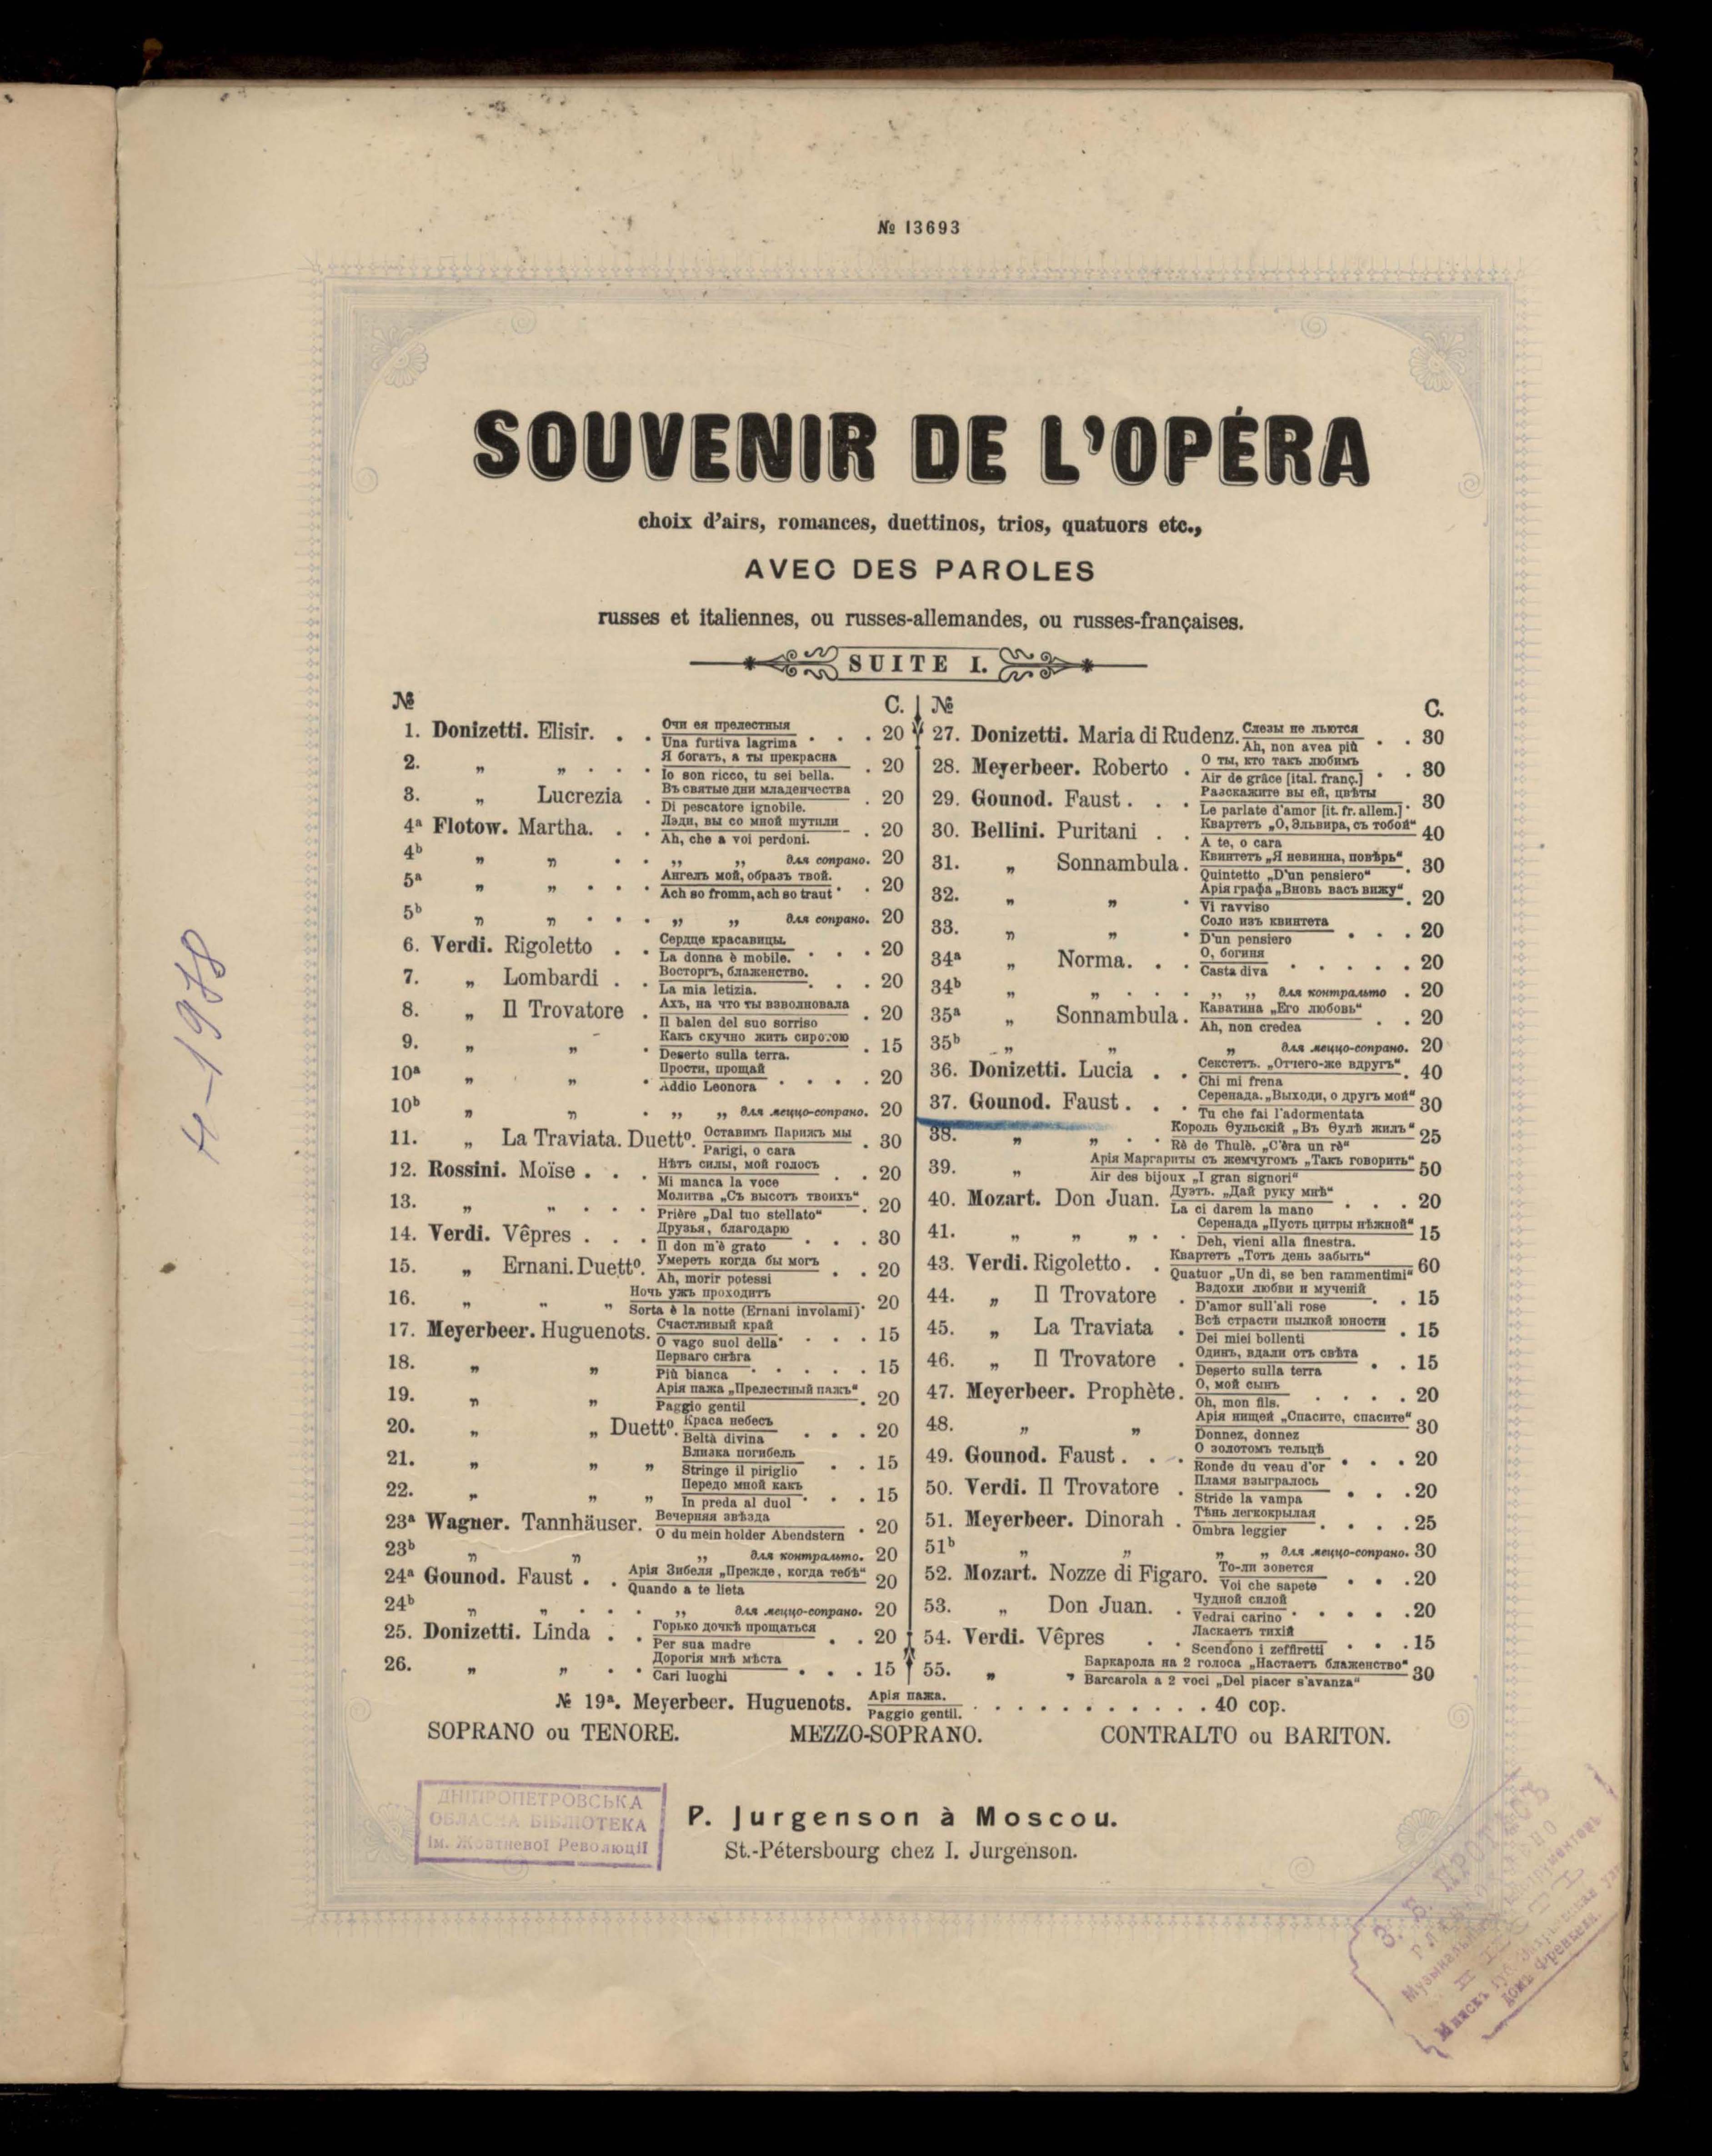 № 13693
SOUVENIR DE L'OPÉRA
choix d'airs, romances, duettinos, trios, quatuors etc.,
AVEC DES PAROLES
russes et italiennes, ou russes-allemandes, ou russes-françaises.
SUITE I.
№ C.
1. Donizetti. Elisir. . . Очи ея прелестныя . . . 20
Una furtiva lagrima
2. „ „ . . . Я богатъ, а ты прекрасна . 20
Io son ricco, tu sei bella.
3. „ Lucrezia . Въ святые дни младенчества . 20
Di pescatore ignobile.
4ª Flotow. Martha. . . Лэди, вы со мной шутили . 20
Ah, che a voi perdoni.
4ᵇ „ „ . . „ „ для сопрано. 20
5ª „ „ . . . Ангелъ мой, образъ твой. . . 20
Ach so fromm, ach so traut
5ᵇ „ „ . . . „ „ для сопрано. 20
6. Verdi. Rigoletto . . Сердце красавицы. . . . 20
La donna è mobile.
7. „ Lombardi . . Восторгъ, блаженство. . . . 20
La mia letizia.
8. „ Il Trovatore . Ахъ, на что ты взволновала . 20
Il balen del suo sorriso
9. „ „ . Какъ скучно жить сиротою . 15
Deserto sulla terra.
10ª „ „ . Прости, прощай . . . . 20
Addio Leonora
10ᵇ „ „ . „ „ для меццо-сопрано. 20
11. „ La Traviata. Duettº. Оставимъ Парижъ мы . 30
Parigi, o cara
12. Rossini. Moïse . . . Нѣтъ силы, мой голосъ . . 20
Mi manca la voce
13. „ „ . . . Молитва „Съ высотъ твоихъ“ . 20
Prière „Dal tuo stellato“
14. Verdi. Vêpres . . . Друзья, благодарю . . . 30
Il don m'è grato
15. „ Ernani. Duettº. Умереть когда бы могъ . . 20
Ah, morir potessi
16. „ „ „ Ночь ужъ проходитъ 20
Sorta è la notte (Ernani involami).
17. Meyerbeer. Huguenots. Счастливый край . . . . 15
O vago suol della
18. „ „ Перваго снѣга . . . . . 15
Più bianca
19. „ „ Арія пажа „Прелестный пажъ“ . 20
Paggio gentil
20. „ „ Duettº. Краса небесъ . . . 20
Beltà divina
21. „ „ „ Близка погибель . . 15
Stringe il piriglio
22. „ „ „ Передо мной какъ . . . 15
In preda al duol
23ª Wagner. Tannhäuser. Вечерняя звѣзда . 20
O du mein holder Abendstern
23ᵇ „ „ „ для контральто. 20
24ª Gounod. Faust . . Арія Зибеля „Прежде, когда тебѣ“ 20
Quando a te lieta
24ᵇ „ „ . . . „ для меццо-сопрано. 20
25. Donizetti. Linda . . Горько дочкѣ прощаться . . 20
Per sua madre
26. „ „ . . Дорогія мнѣ мѣста . . . 15
Cari luoghi
№ C.
27. Donizetti. Maria di Rudenz. Слезы не льются . . 30
Ah, non avea più
28. Meyerbeer. Roberto . О ты, кто такъ любимъ . . 30
Air de grâce [ital. franç.]
29. Gounod. Faust . . . Разскажите вы ей, цвѣты . 30
Le parlate d'amor [it. fr. allem.]
30. Bellini. Puritani . . Квартетъ „О, Эльвира, съ тобой“ 40
A te, o cara
31. „ Sonnambula. Квинтетъ „Я невинна, повѣрь“ . 30
Quintetto „D'un pensiero“
32. „ „ . Арія графа „Вновь васъ вижу“ . 20
Vi ravviso
33. „ „ . Соло изъ квинтета . . . 20
D'un pensiero
34ª „ Norma. . . О, богиня . . . . . 20
Casta diva
34ᵇ „ „ . . . „ „ для контральто . 20
35ª „ Sonnambula. Каватина „Его любовь“ . . 20
Ah, non credea
35ᵇ „ „ „ для меццо-сопрано. 20
36. Donizetti. Lucia . . Секстетъ. „Отчего-же вдругъ“ . 40
Chi mi frena
37. Gounod. Faust . . . Серенада. „Выходи, о другъ мой“ 30
Tu che fai l'adormentata
38. „ „ . . Король Ѳульскій „Въ Ѳулѣ жилъ“ 25
Rè de Thulè. „C'èra un rè“
39. „ Арія Маргариты съ жемчугомъ „Такъ говорить“ 50
Air des bijoux „I gran signori“
40. Mozart. Don Juan. Дуэтъ. „Дай руку мнѣ“ . . . 20
La ci darem la mano
41. „ „ „ . . Серенада „Пусть цитры нѣжной“ 15
Deh, vieni alla finestra.
43. Verdi. Rigoletto . . Квартетъ „Тотъ день забыть“ 60
Quatuor „Un di, se ben rammentimi“
44. „ Il Trovatore . Вздохи любви и мученій . . 15
D'amor sull'ali rose
45. „ La Traviata . Всѣ страсти пылкой юности . 15
Dei miei bollenti
46. „ Il Trovatore . Одинъ, вдали отъ свѣта . . 15
Deserto sulla terra
47. Meyerbeer. Prophète. О, мой сынъ . . . . 20
Oh, mon fils.
48. „ „ Арія нищей „Спасите, спасите“ 30
Donnez, donnez
49. Gounod. Faust . . . О золотомъ тельцѣ . . . 20
Ronde du veau d'or
50. Verdi. Il Trovatore . Пламя взыгралось . . . 20
Stride la vampa
51. Meyerbeer. Dinorah . Тѣнь легкокрылая . . . . 25
Ombra leggier
51ᵇ „ „ „ „ для меццо-сопрано. 30
52. Mozart. Nozze di Figaro. То-ли зовется . . . 20
Voi che sapete
53. „ Don Juan. . Чудной силой . . . . . 20
Vedrai carino
54. Verdi. Vêpres . . Ласкаетъ тихій . . . 15
Scendono i zeffiretti
55. „ „ Баркарола на 2 голоса „Настаетъ блаженство“ 30
Barcarola a 2 voci „Del piacer s'avanza“
№ 19ª. Meyerbeer. Huguenots. Арія пажа. . . . . . . . . . . 40 cop.
Paggio gentil.
SOPRANO ou TENORE. MEZZO-SOPRANO. CONTRALTO ou BARITON.
ДНІПРОПЕТРОВСЬКА
ОБЛАСНА БІБЛІОТЕКА
ім. Жовтневої Революції
P. Jurgenson à Moscou.
St.-Pétersbourg chez I. Jurgenson.